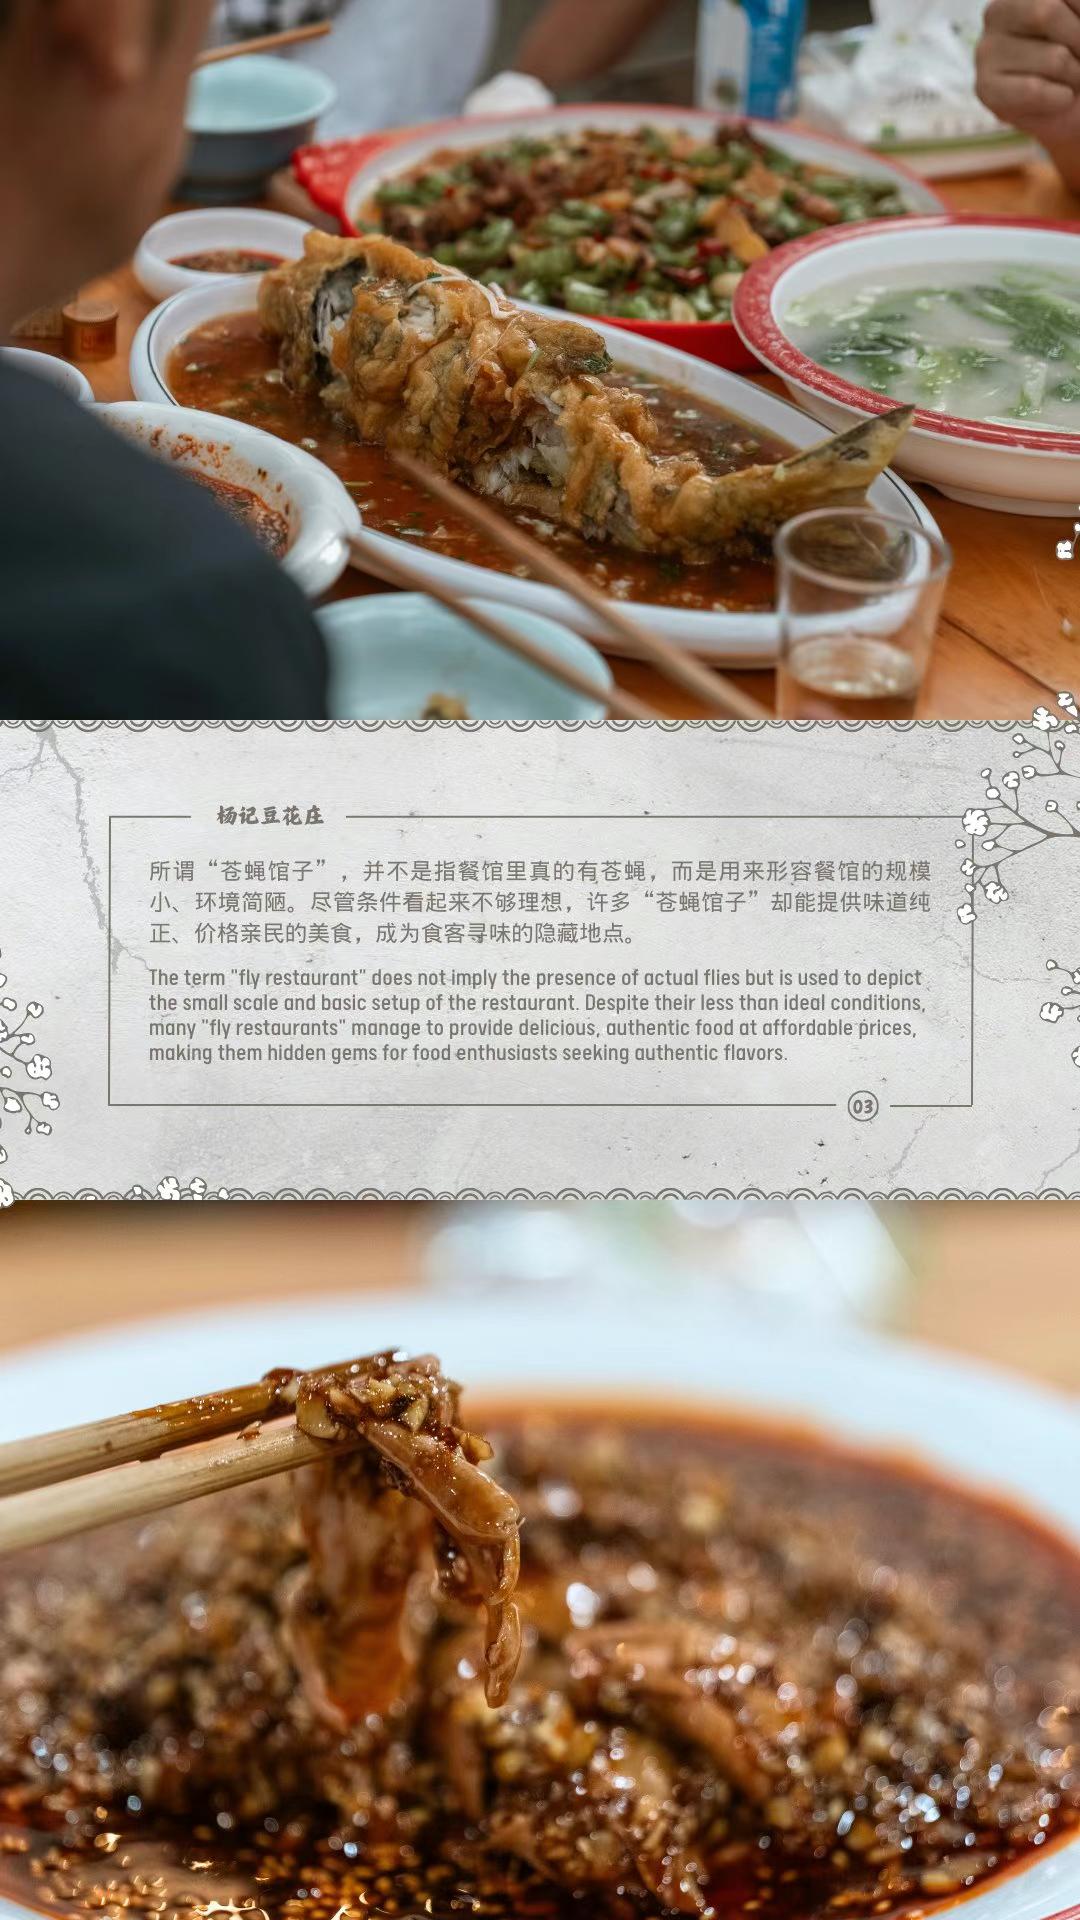 杨记豆花庄
所谓“苍蝇馆子”，并不是指餐馆里真的有苍蝇，而是用来形容餐馆的规模
小、环境简陋。尽管条件看起来不够理想，许多“苍蝇馆子”却能提供味道纯
正、价格亲民的美食，成为食客寻味的隐藏地点。
The term "fly restaurant" does not imply the presence of actual flies but is used to depict
the small scale and basic setup of the restaurant. Despite their less than ideal conditions,
many "fly restaurants" manage to provide delicious, authentic food at affordable prices,
making them hidden gems for food enthusiasts seeking authentic flavors.
03